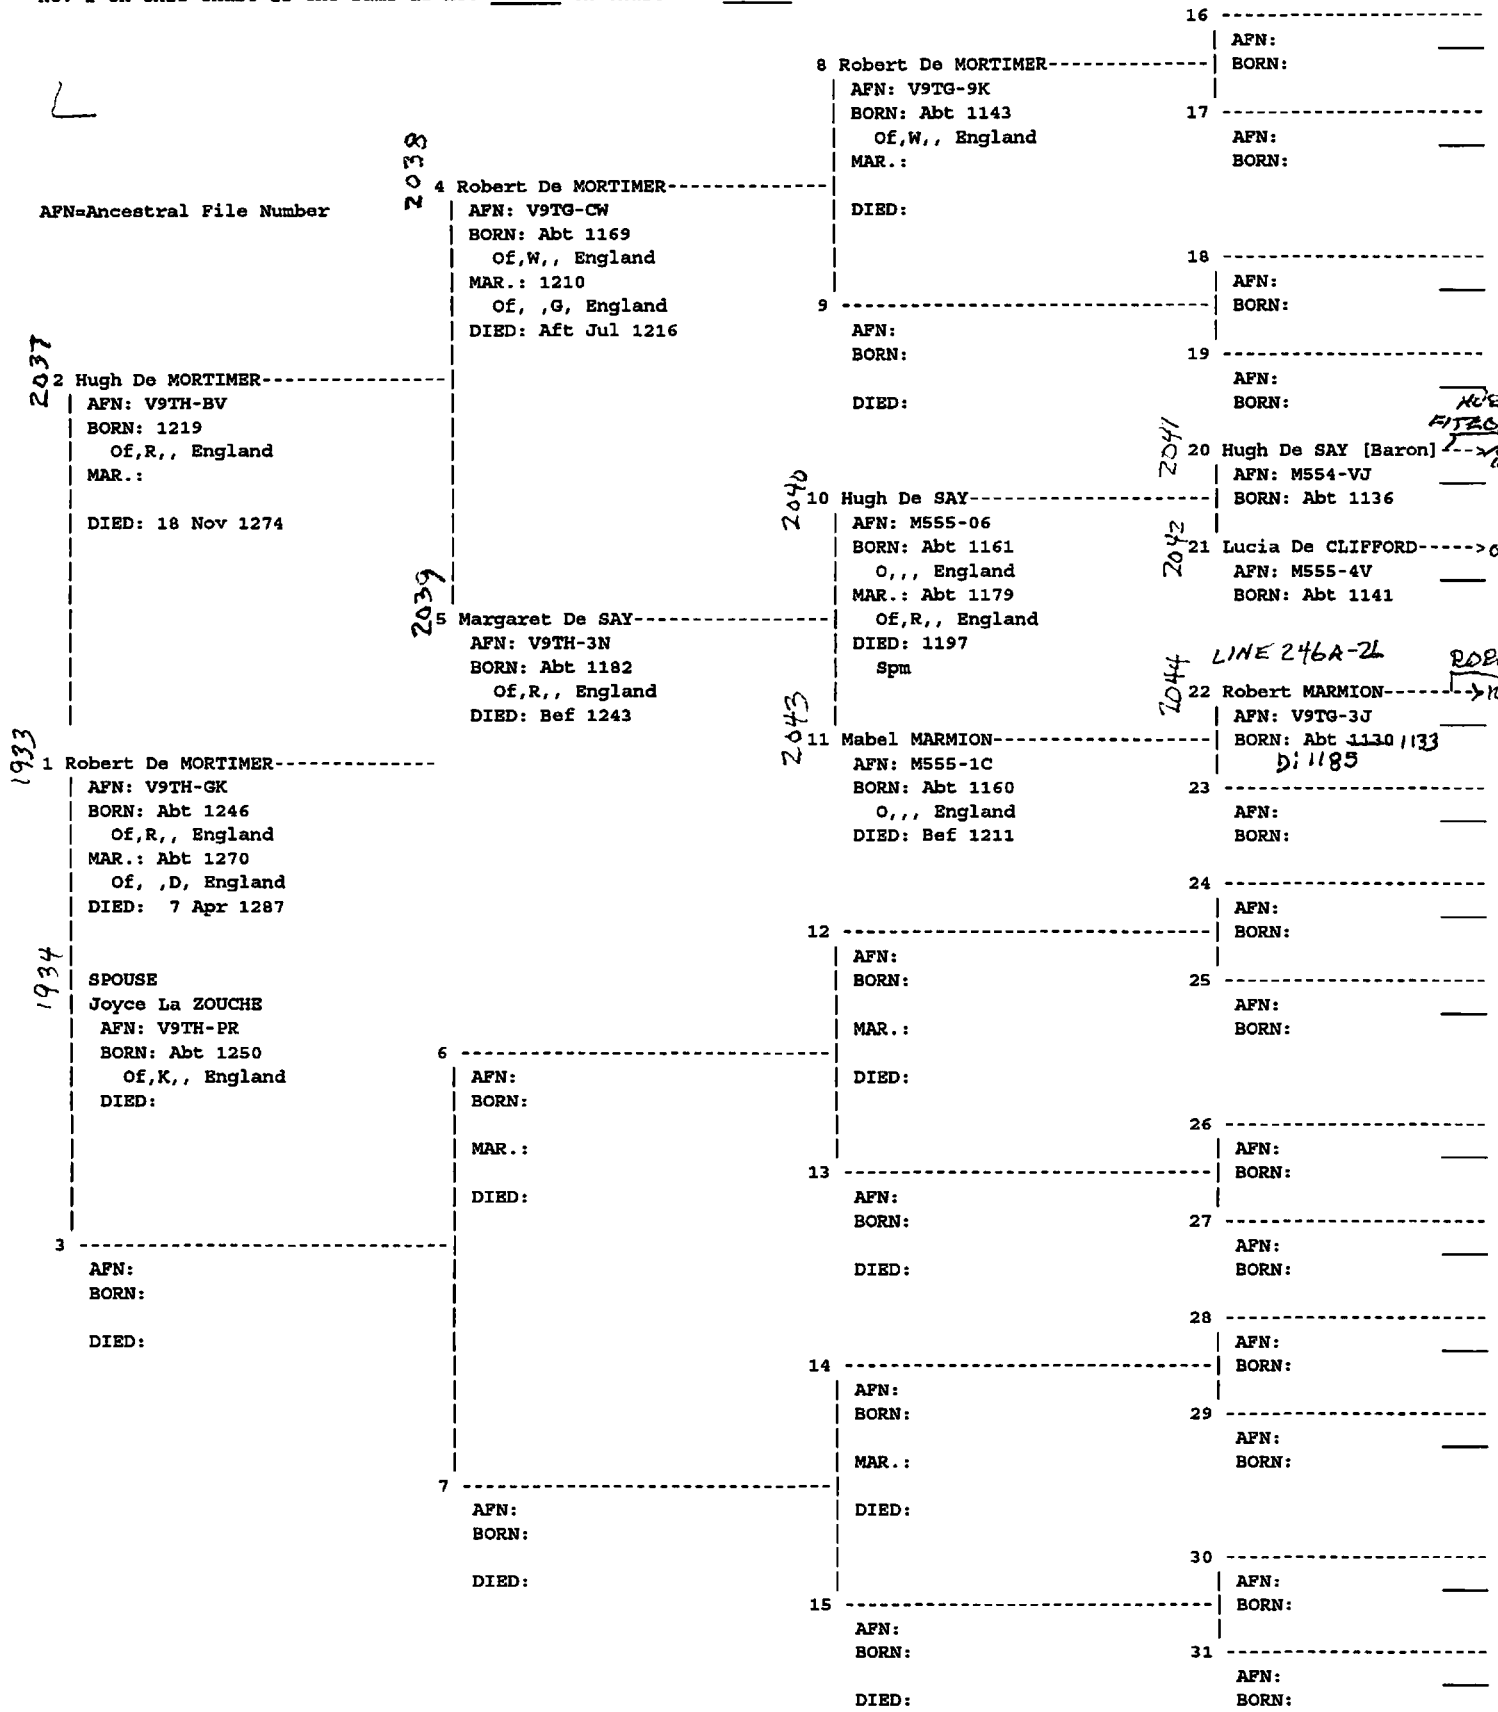 16
AFN:
BORN:
8 Robert De MORTIMER
AFN: V9TG-9K
BORN: Abt 1143
Of,W,, England
MAR.:
DIED:
17
AFN:
BORN:
2038
4 Robert De MORTIMER
AFN: V9TG-CW
BORN: Abt 1169
Of,W,, England
MAR.: 1210
Of, ,G, England
DIED: Aft Jul 1216
AFN=Ancestral File Number
18
AFN:
BORN:
9
AFN:
BORN:
DIED:
19
AFN:
BORN:
2037
2 Hugh De MORTIMER
AFN: V9TH-BV
BORN: 1219
Of,R,, England
MAR.:
DIED: 18 Nov 1274
2041
20 Hugh De SAY [Baron]
AFN: M554-VJ
BORN: Abt 1136
2040
10 Hugh De SAY
AFN: M555-06
BORN: Abt 1161
O,,, England
MAR.: Abt 1179
Of,R,, England
DIED: 1197
Spm
2042
21 Lucia De CLIFFORD
AFN: M555-4V
BORN: Abt 1141
2039
5 Margaret De SAY
AFN: V9TH-3N
BORN: Abt 1182
Of,R,, England
DIED: Bef 1243
LINE 246A-26
2044
22 Robert MARMION
AFN: V9TG-3J
BORN: Abt 1130 1133
D: 1185
2043
11 Mabel MARMION
AFN: M555-1C
BORN: Abt 1160
O,,, England
DIED: Bef 1211
23
AFN:
BORN:
1933
1 Robert De MORTIMER
AFN: V9TH-GK
BORN: Abt 1246
Of,R,, England
MAR.: Abt 1270
Of, ,D, England
DIED: 7 Apr 1287
1934
SPOUSE
Joyce La ZOUCHE
AFN: V9TH-PR
BORN: Abt 1250
Of,K,, England
DIED:
24
AFN:
BORN:
12
AFN:
BORN:
MAR.:
DIED:
25
AFN:
BORN:
6
AFN:
BORN:
MAR.:
DIED:
26
AFN:
BORN:
13
AFN:
BORN:
DIED:
27
AFN:
BORN:
3
AFN:
BORN:
DIED:
28
AFN:
BORN:
14
AFN:
BORN:
MAR.:
DIED:
29
AFN:
BORN:
7
AFN:
BORN:
DIED:
30
AFN:
BORN:
15
AFN:
BORN:
DIED:
31
AFN:
BORN: